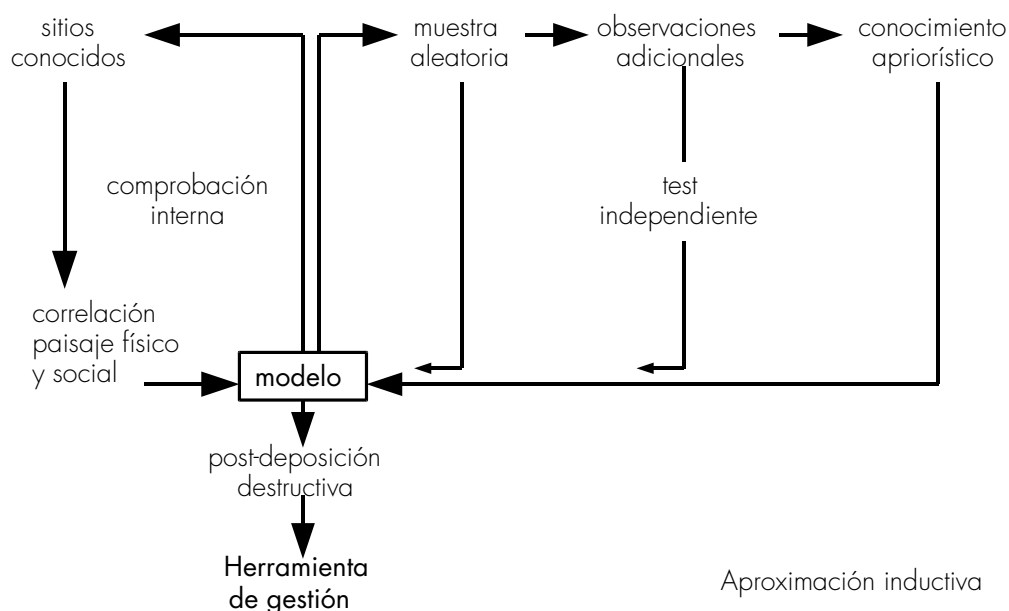 sitios
conocidos
muestra
aleatoria
observaciones
adicionales
conocimiento
apriorístico
comprobación
interna
test
independiente
correlación
paisaje físico
y social
modelo
post-deposición
destructiva
Herramienta
de gestión
Aproximación inductiva